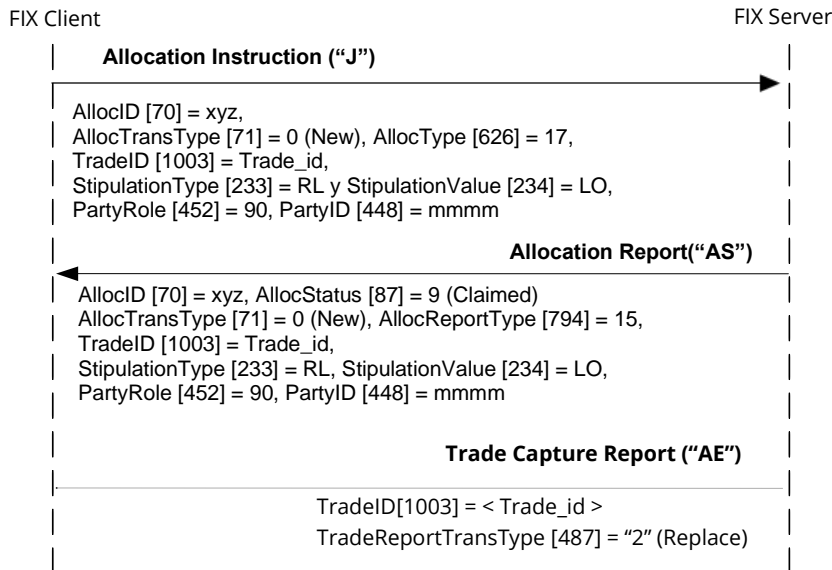 FIX Client
FIX Server
Allocation Instruction (“J”)
AllocID [70] = xyz,
AllocTransType [71] = 0 (New), AllocType [626] = 17,
TradeID [1003] = Trade_id,
StipulationType [233] = RL y StipulationValue [234] = LO,
PartyRole [452] = 90, PartyID [448] = mmmm
Allocation Report(“AS”)
AllocID [70] = xyz, AllocStatus [87] = 9 (Claimed)
AllocTransType [71] = 0 (New), AllocReportType [794] = 15,
TradeID [1003] = Trade_id,
StipulationType [233] = RL, StipulationValue [234] = LO,
PartyRole [452] = 90, PartyID [448] = mmmm
Trade Capture Report (“AE”)
TradeID[1003] = < Trade_id >
TradeReportTransType [487] = “2” (Replace)